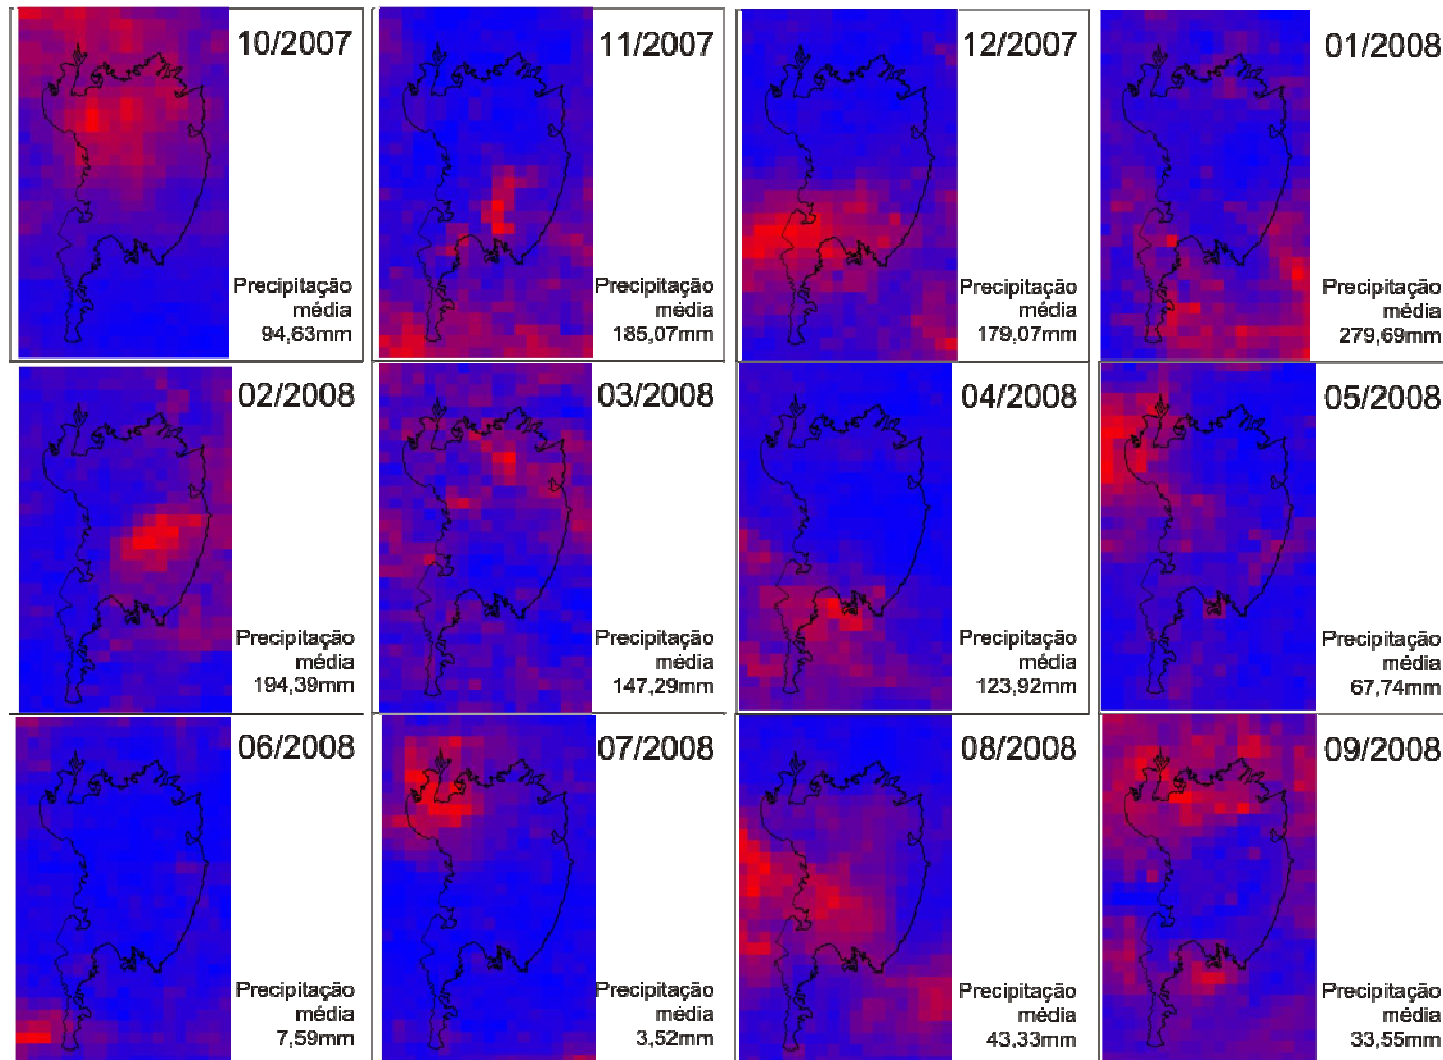 10/2007
Precipitação
média
94,63mm
11/2007
Precipitação
média
185,07mm
12/2007
Precipitação
média
179,07mm
01/2008
Precipitação
média
279,69mm
02/2008
Precipitação
média
194,39mm
03/2008
Precipitação
média
147,29mm
04/2008
Precipitação
média
123,92mm
05/2008
Precipitação
média
67,74mm
06/2008
Precipitação
média
7,59mm
07/2008
Precipitação
média
3,52mm
08/2008
Precipitação
média
43,33mm
09/2008
Precipitação
média
33,55mm